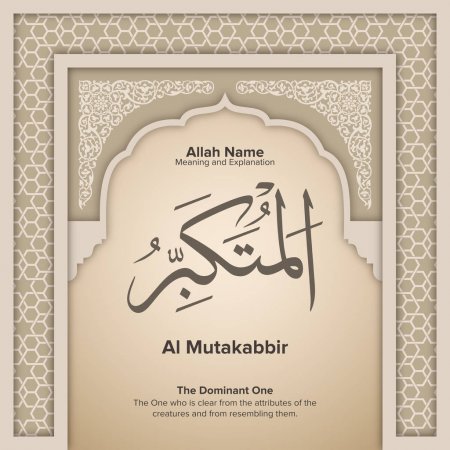 Allah Name
Meaning and Explanation
الْمُتَكَبِّرُ
Al Mutakabbir
The Dominant One
The One who is clear from the attributes of the
creatures and from resembling them.